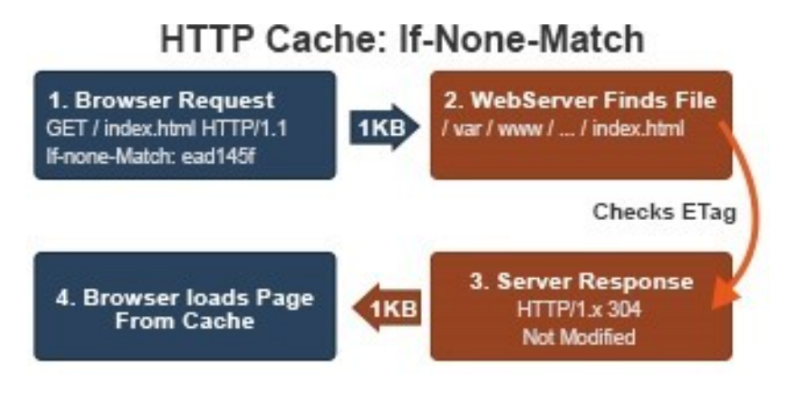 HTTP Cache: If-None-Match
1. Browser Request
GET / index.html HTTP/1.1
If-none-Match: ead145f
1KB
2. WebServer Finds File
/ var / www / ... / index.html
Checks ETag
3. Server Response
HTTP/1.x 304
Not Modified
1KB
4. Browser loads Page
From Cache